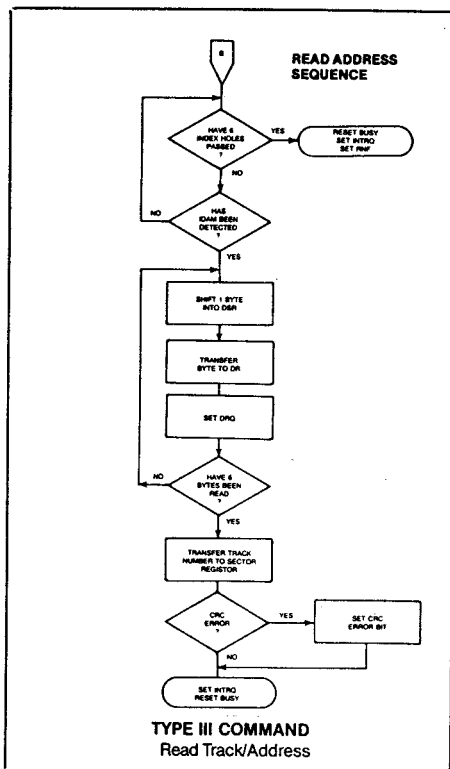 READ ADDRESS
SEQUENCE
HAVE 6
INDEX HOLES
PASSED
?
YES
RESET BUSY
SET INTRQ
SET RNF
NO
HAS
IDAM BEEN
DETECTED
?
NO
YES
SHIFT 1 BYTE
INTO DSR
TRANSFER
BYTE TO DR
SET DRQ
HAVE 6
BYTES BEEN
READ
?
NO
YES
TRANSFER TRACK
NUMBER TO SECTOR
REGISTOR
CRC
ERROR
?
YES
SET CRC
ERROR BIT
NO
SET INTRQ
RESET BUSY
TYPE III COMMAND
Read Track/Address